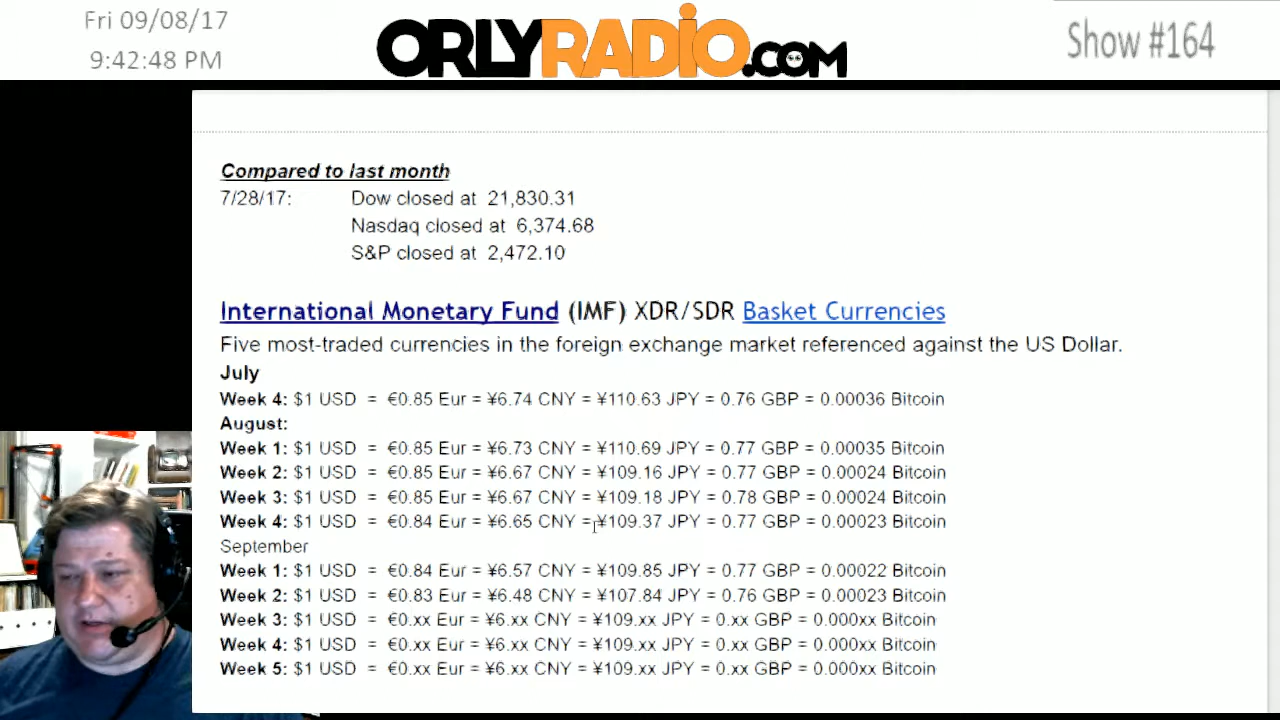 Fri 09/08/17
9:42:48 PM
ORLYRADIO.COM
Show #164
Compared to last month
7/28/17: Dow closed at 21,830.31
Nasdaq closed at 6,374.68
S&P closed at 2,472.10
International Monetary Fund (IMF) XDR/SDR Basket Currencies
Five most-traded currencies in the foreign exchange market referenced against the US Dollar.
July
Week 4: $1 USD = €0.85 Eur = ¥6.74 CNY = ¥110.63 JPY = 0.76 GBP = 0.00036 Bitcoin
August:
Week 1: $1 USD = €0.85 Eur = ¥6.73 CNY = ¥110.69 JPY = 0.77 GBP = 0.00035 Bitcoin
Week 2: $1 USD = €0.85 Eur = ¥6.67 CNY = ¥109.16 JPY = 0.77 GBP = 0.00024 Bitcoin
Week 3: $1 USD = €0.85 Eur = ¥6.67 CNY = ¥109.18 JPY = 0.78 GBP = 0.00024 Bitcoin
Week 4: $1 USD = €0.84 Eur = ¥6.65 CNY = ¥109.37 JPY = 0.77 GBP = 0.00023 Bitcoin
September
Week 1: $1 USD = €0.84 Eur = ¥6.57 CNY = ¥109.85 JPY = 0.77 GBP = 0.00022 Bitcoin
Week 2: $1 USD = €0.83 Eur = ¥6.48 CNY = ¥107.84 JPY = 0.76 GBP = 0.00023 Bitcoin
Week 3: $1 USD = €0.xx Eur = ¥6.xx CNY = ¥109.xx JPY = 0.xx GBP = 0.000xx Bitcoin
Week 4: $1 USD = €0.xx Eur = ¥6.xx CNY = ¥109.xx JPY = 0.xx GBP = 0.000xx Bitcoin
Week 5: $1 USD = €0.xx Eur = ¥6.xx CNY = ¥109.xx JPY = 0.xx GBP = 0.000xx Bitcoin